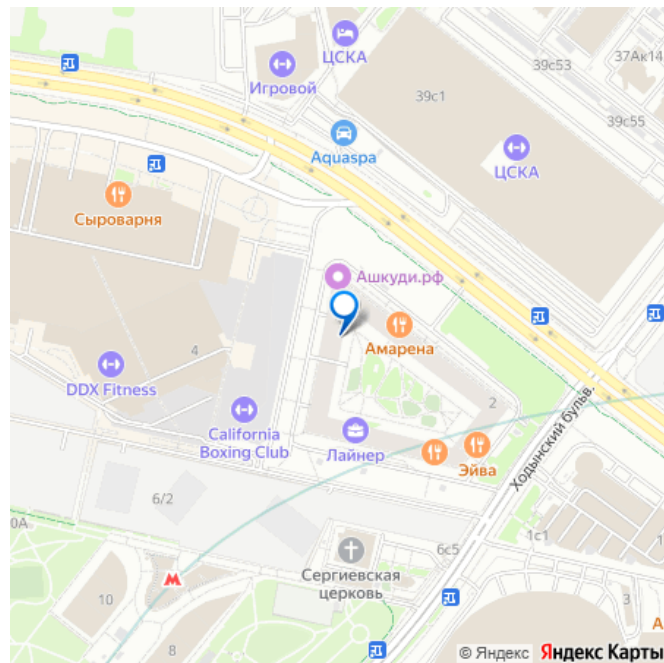 ЦСКА
37Ак14
39с53
Игровой
39с1
39с55
Aquaspa
ЦСКА
Сыроварня
Ашкуди.рф
4
Амарена
DDX Fitness
2
California
Boxing Club
Лайнер
Эйва
Ходынский бульв.
6/2
0А
1с1
6с5
М
Сергиевская
церковь
10
3
8
А
© Яндекс Яндекс Карты